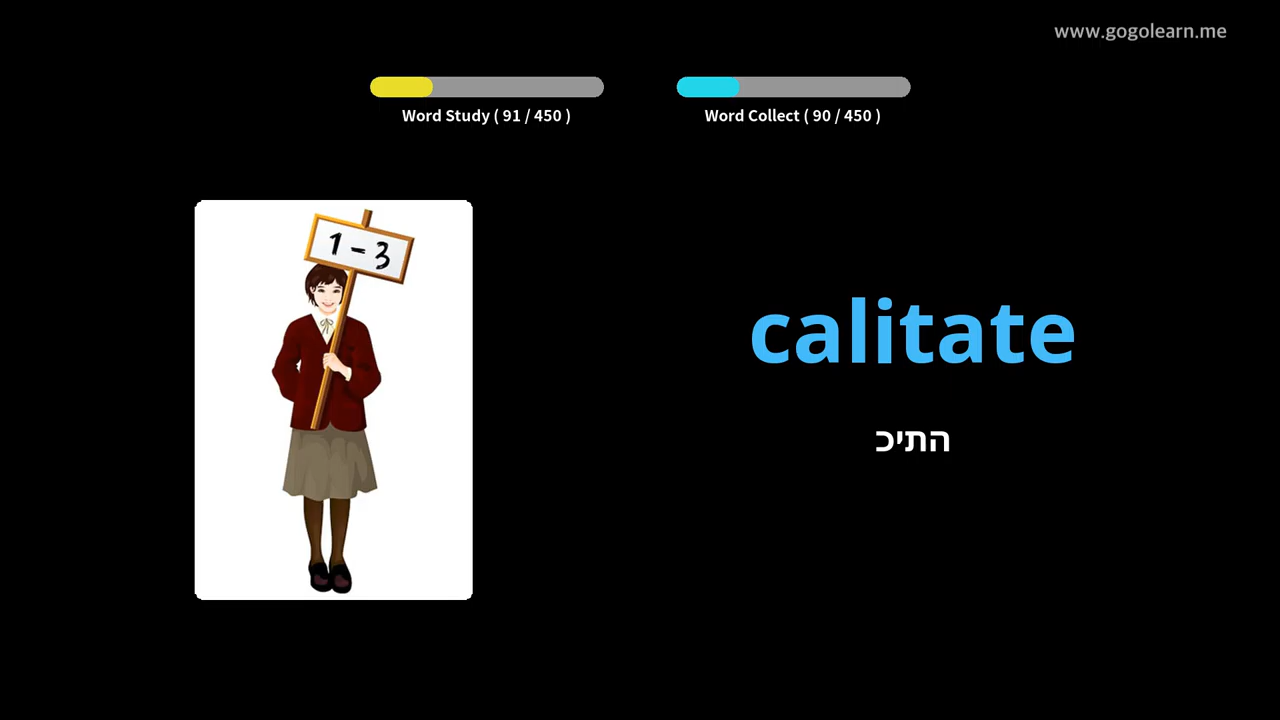 www.gogolearn.me
Word Study ( 91 / 450 )
Word Collect ( 90 / 450 )
1 - 3
calitate
התיכ